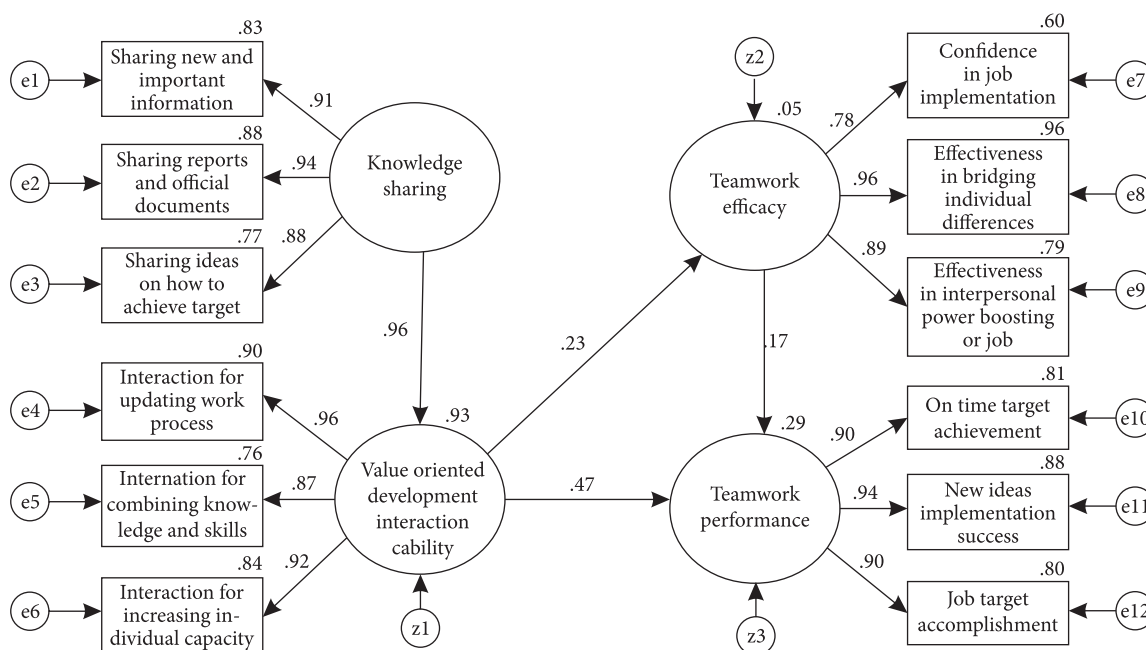 .83
e1
Sharing new and
important
information
.91
.88
e2
Sharing reports
and official
documents
.94
.77
e3
Sharing ideas
on how to
achieve target
.88
Knowledge
sharing
.96
.90
e4
Interaction for
updating work
process
.96
.76
e5
Internation for
combining know-
ledge and skills
.87
.84
e6
Interaction for
increasing in-
dividual capacity
.92
.93
Value oriented
development
interaction
cability
z1
.23
.47
z2
.05
Teamwork
efficacy
.17
.29
Teamwork
performance
z3
.78
.60
Confidence
in job
implementation
e7
.96
.96
Effectiveness
in bridging
individual
differences
e8
.89
.79
Effectiveness
in interpersonal
power boosting
or job
e9
.90
.81
On time target
achievement
e10
.94
.88
New ideas
implementation
success
e11
.90
.80
Job target
accomplishment
e12